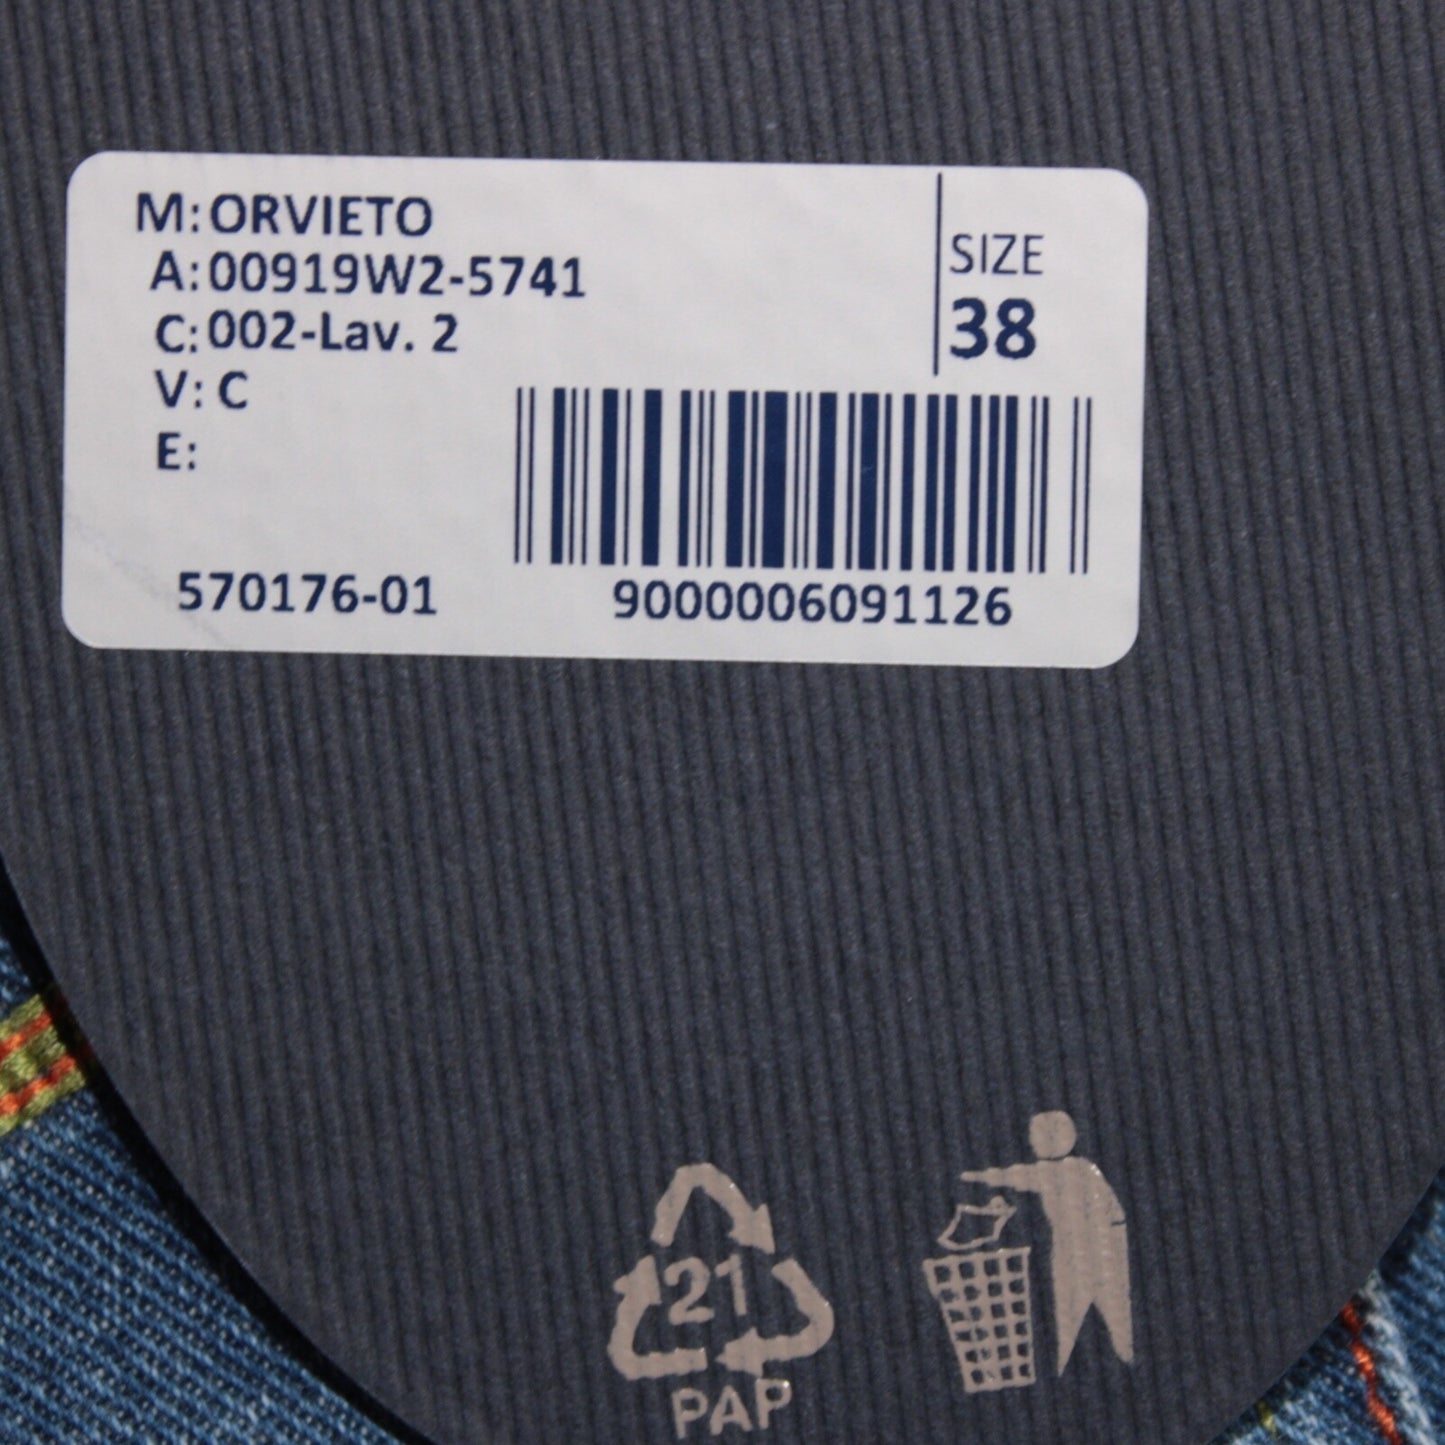 M: ORVIETO
A: 00919W2-5741
C: 002-Lav. 2
V: C
E:
SIZE
38
570176-01
9000006091126
21
PAP